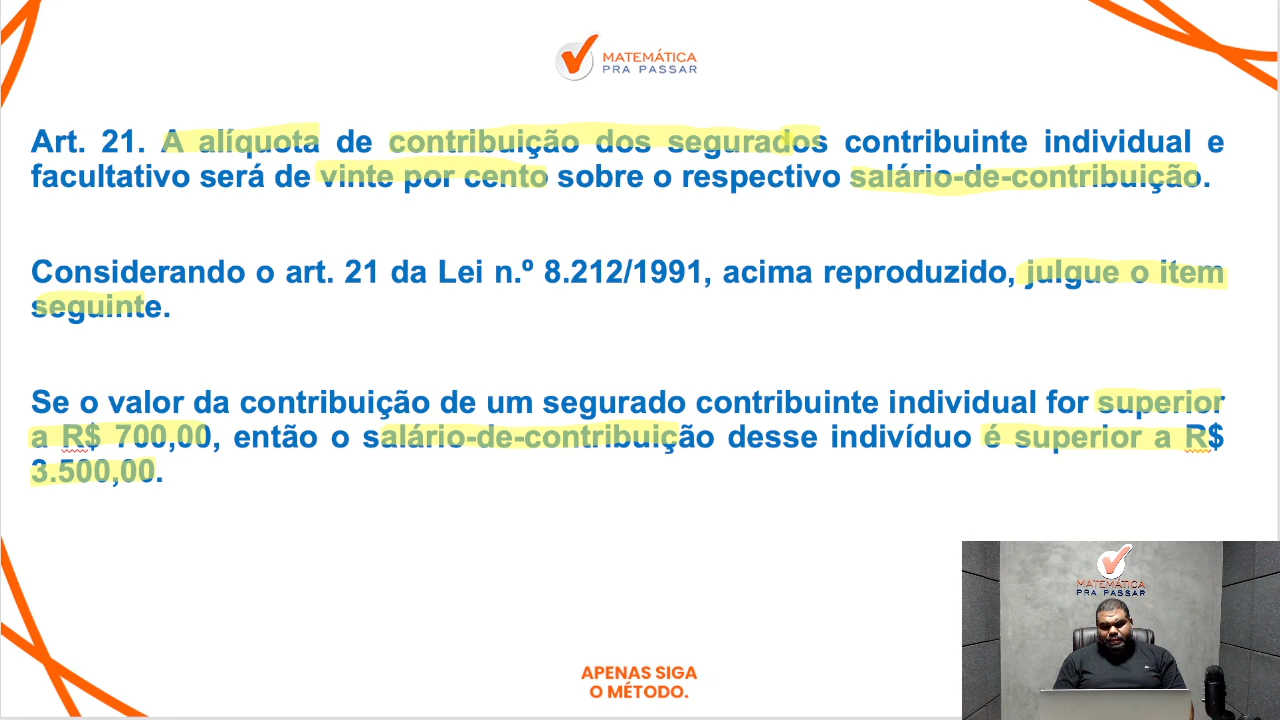 MATEMÁTICA
PRA PASSAR
Art. 21. A alíquota de contribuição dos segurados contribuinte individual e
facultativo será de vinte por cento sobre o respectivo salário-de-contribuição.
Considerando o art. 21 da Lei n.º 8.212/1991, acima reproduzido, julgue o item
seguinte.
Se o valor da contribuição de um segurado contribuinte individual for superior
a R$ 700,00, então o salário-de-contribuição desse indivíduo é superior a R$
3.500,00.
MATEMÁTICA
PRA PASSAR
APENAS SIGA
O MÉTODO.